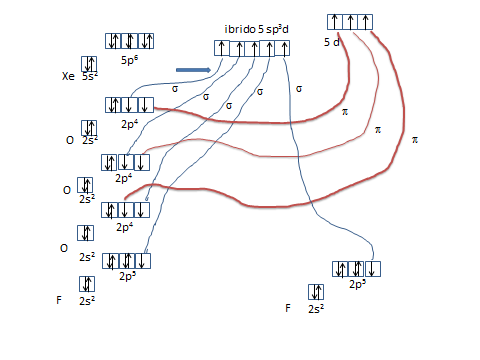 ibrido 5 sp³d
5 d
5p⁶
Xe 5s²
σ σ σ σ σ
2p⁴
π
O 2s²
π
π
2p⁴
O 2s²
2p⁴
O 2s²
2p⁵
F 2s²
2p⁵
F 2s²